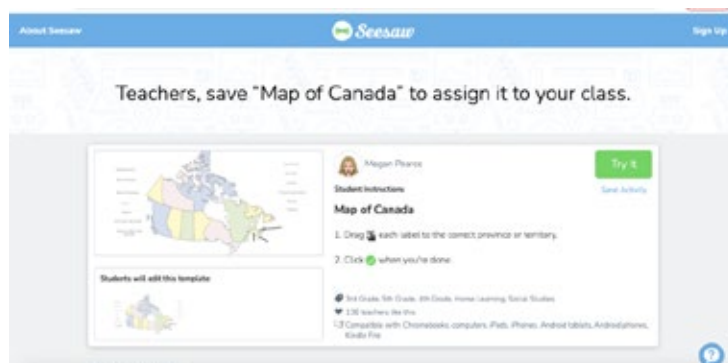 About Seesaw
Seesaw
Sign Up
Teachers, save "Map of Canada" to assign it to your class.
Megan Pearce
Try it
Student Instructions
Save Activity
Map of Canada
1. Drag each label to the correct province or territory.
2. Click when you're done.
Students will edit this template
3rd Grade, 5th Grade, 4th Grade, Home Learning, Social Studies
teachers like this
Compatible with Chromebooks, computers, iPads, iPhones, Android tablets, Android phones,
Kindle Fire